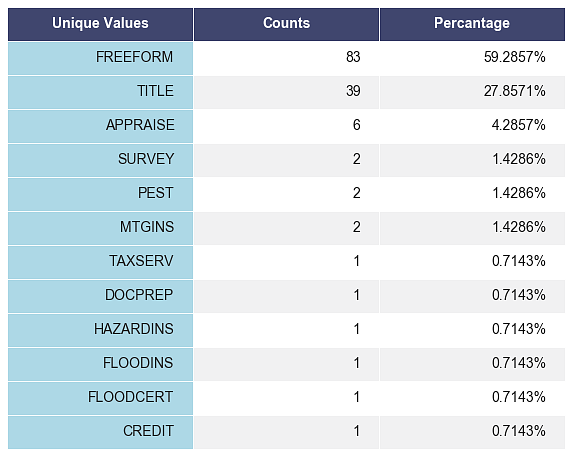 Unique Values Counts Percantage
FREEFORM 83 59.2857%
TITLE 39 27.8571%
APPRAISE 6 4.2857%
SURVEY 2 1.4286%
PEST 2 1.4286%
MTGINS 2 1.4286%
TAXSERV 1 0.7143%
DOCPREP 1 0.7143%
HAZARDINS 1 0.7143%
FLOODINS 1 0.7143%
FLOODCERT 1 0.7143%
CREDIT 1 0.7143%